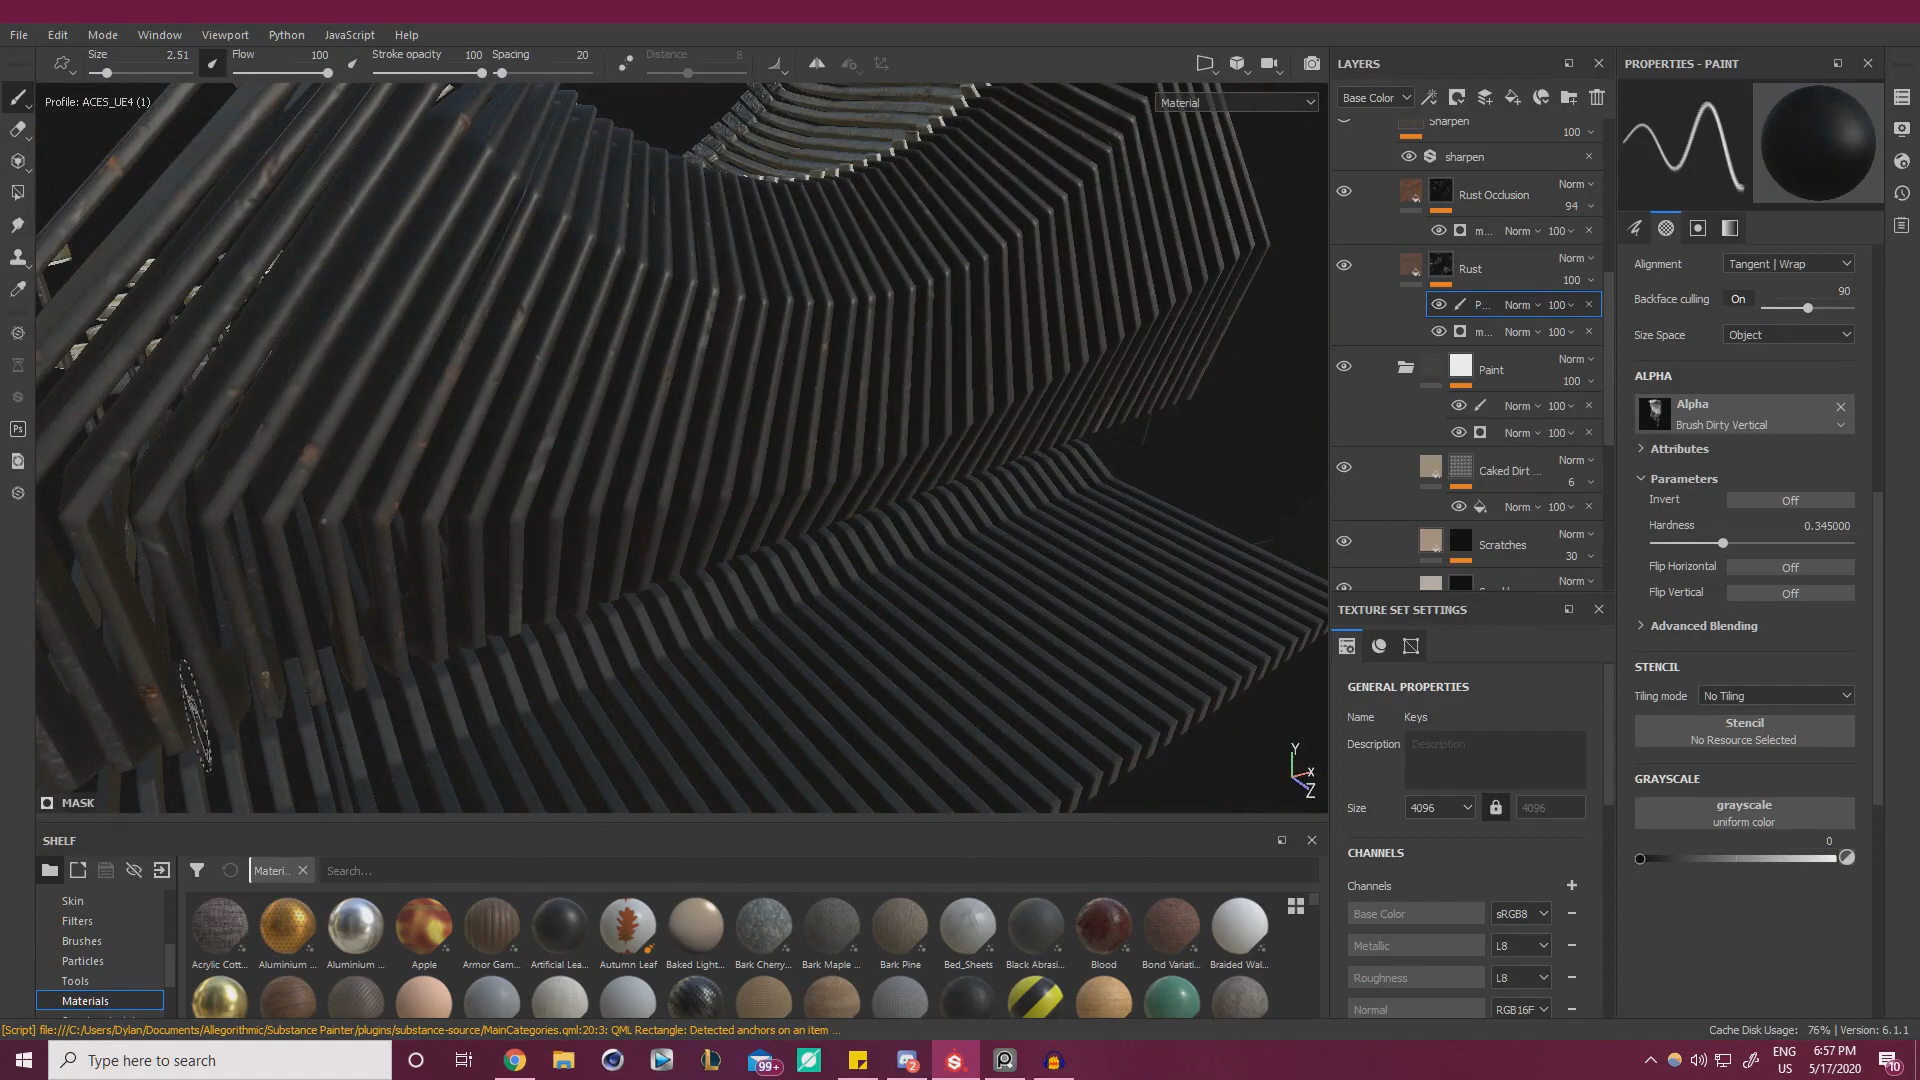 File Edit Mode Window Viewport Python JavaScript Help
Size 2.51 Flow 100 Stroke opacity 100 Spacing 20 Distance 8
Profile: ACES_UE4 (1)
Material
MASK
Y
X
Z
LAYERS
Base Color
Sharpen
100
sharpen
Norm
Rust Occlusion
94
m... Norm 100
Norm
Rust
100
P... Norm 100
m... Norm 100
Norm
Paint
100
Norm 100
Norm 100
Norm
Caked Dirt ...
6
Norm 100
Norm
Scratches
30
Norm
TEXTURE SET SETTINGS
GENERAL PROPERTIES
Name Keys
Description Description
Size 4096 4096
CHANNELS
Channels
Base Color sRGB8
Metallic L8
Roughness L8
Normal RGB16F
PROPERTIES - PAINT
Alignment Tangent | Wrap
Backface culling On 90
Size Space Object
ALPHA
Alpha
Brush Dirty Vertical
Attributes
Parameters
Invert Off
Hardness 0.345000
Flip Horizontal Off
Flip Vertical Off
Advanced Blending
STENCIL
Tiling mode No Tiling
Stencil
No Resource Selected
GRAYSCALE
grayscale
uniform color
0
Ps
SHELF
Materi.. Search...
Skin
Filters
Brushes
Particles
Tools
Materials
Acrylic Cott... Aluminium ... Aluminium ... Apple Armor Gam... Artificial Lea... Autumn Leaf Baked Light... Bark Cherry... Bark Maple ... Bark Pine Bed_Sheets Black Abrasi... Blood Bond Variati... Braided Wal...
[Script] file:///C:/Users/Dylan/Documents/Allegorithmic/Substance Painter/plugins/substance-source/MainCategories.qml:20:3: QML Rectangle: Detected anchors on an item ...
Cache Disk Usage: 76% | Version: 6.1.1
Type here to search
99+
2
ENG
US
6:57 PM
5/17/2020
10